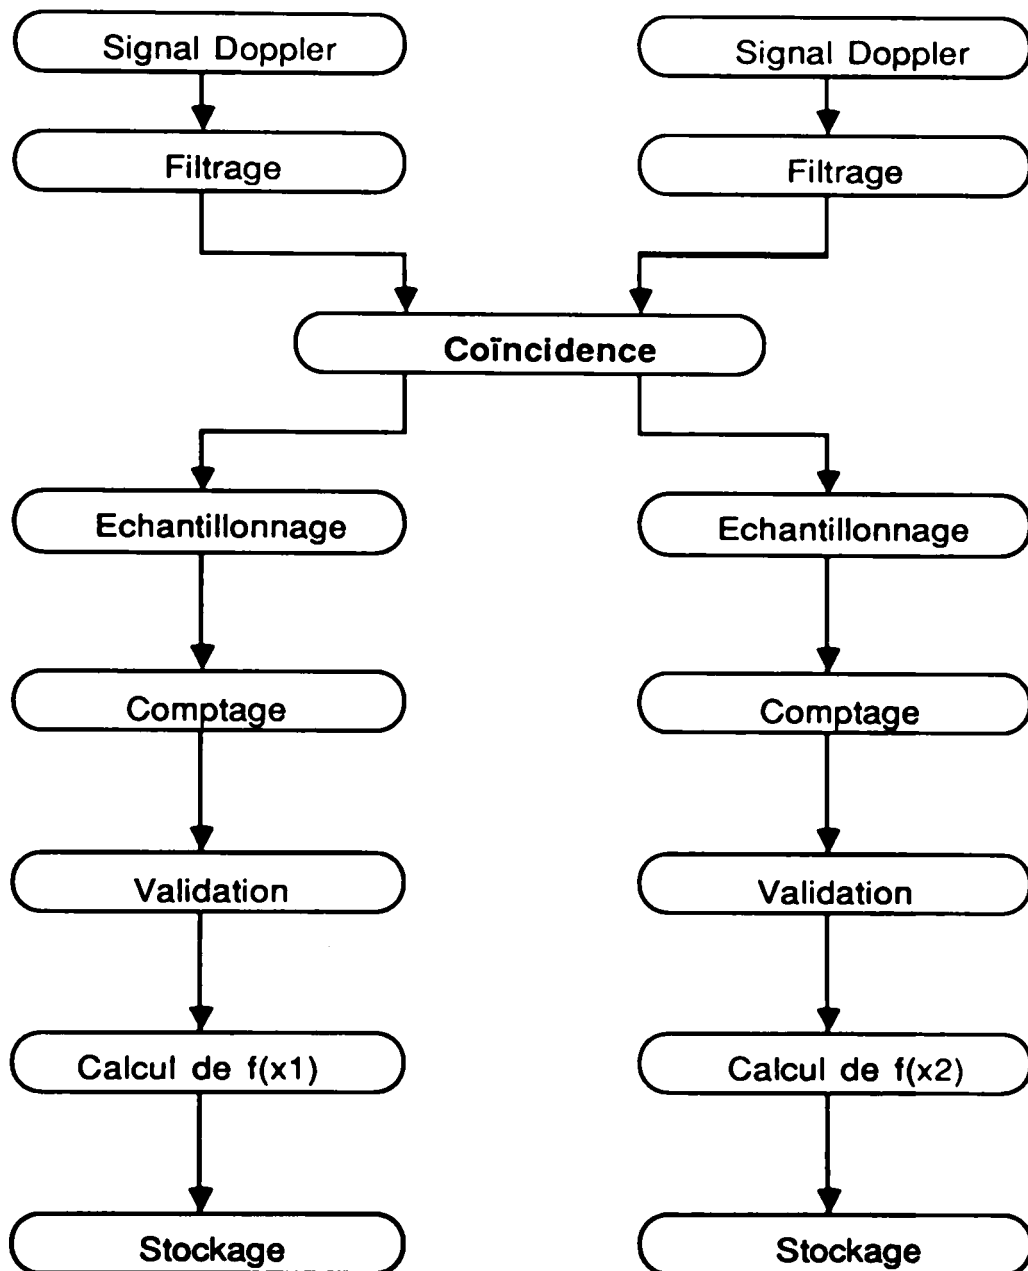 Signal Doppler
Signal Doppler
Filtrage
Filtrage
Coïncidence
Echantillonnage
Echantillonnage
Comptage
Comptage
Validation
Validation
Calcul de f(x1)
Calcul de f(x2)
Stockage
Stockage